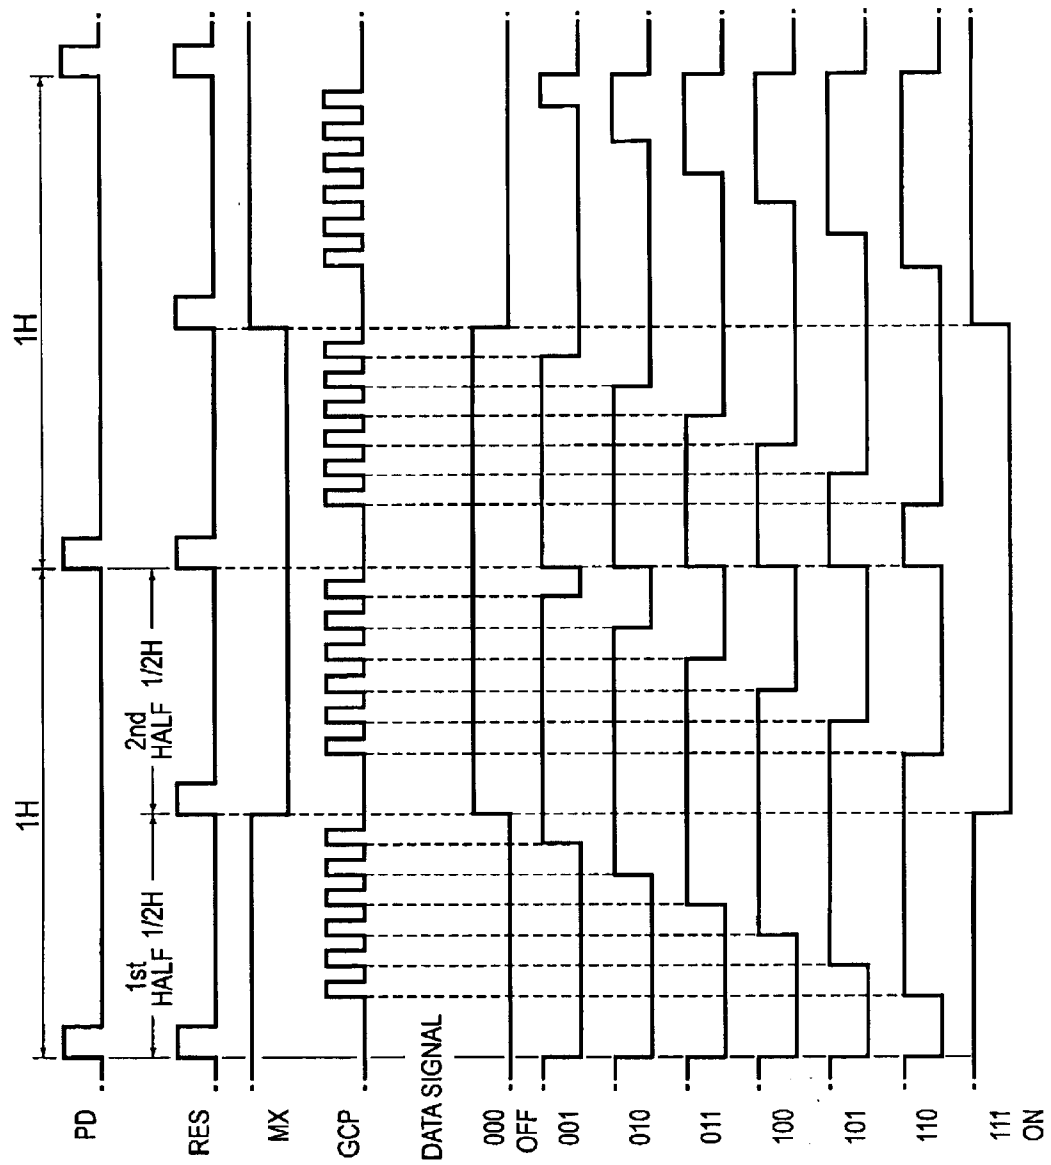 1H
1H
1st
HALF 1/2H
2nd
HALF 1/2H
PD
RES
MX
GCP
DATA SIGNAL
000
OFF
001
010
011
100
101
110
111
ON